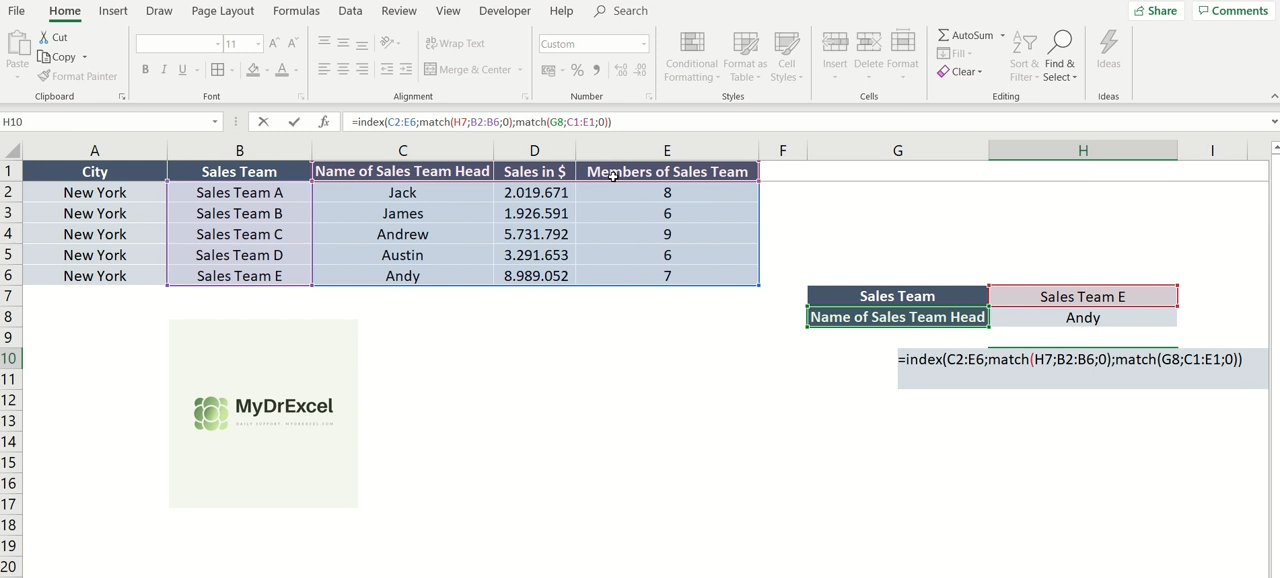 File Home Insert Draw Page Layout Formulas Data Review View Developer Help Search Share Comments
Paste Cut Copy Format Painter
Clipboard
11 A A
B I U A
Font
Wrap Text
Merge & Center
Alignment
Custom
%
Number
Conditional Formatting Format as Table Cell Styles
Styles
Insert Delete Format
Cells
AutoSum
Fill
Clear
Sort & Filter Find & Select
Editing
Ideas
Ideas
H10 fx =index(C2:E6;match(H7;B2:B6;0);match(G8;C1:E1;0))
A B C D E F G H I
1 City Sales Team Name of Sales Team Head Sales in $ Members of Sales Team
2 New York Sales Team A Jack 2.019.671 8
3 New York Sales Team B James 1.926.591 6
4 New York Sales Team C Andrew 5.731.792 9
5 New York Sales Team D Austin 3.291.653 6
6 New York Sales Team E Andy 8.989.052 7
7 Sales Team Sales Team E
8 Name of Sales Team Head Andy
9
10 =index(C2:E6;match(H7;B2:B6;0);match(G8;C1:E1;0))
11
12
MyDrExcel
DAILY SUPPORT. MYDREXCEL.COM
13
14
15
16
17
18
19
20